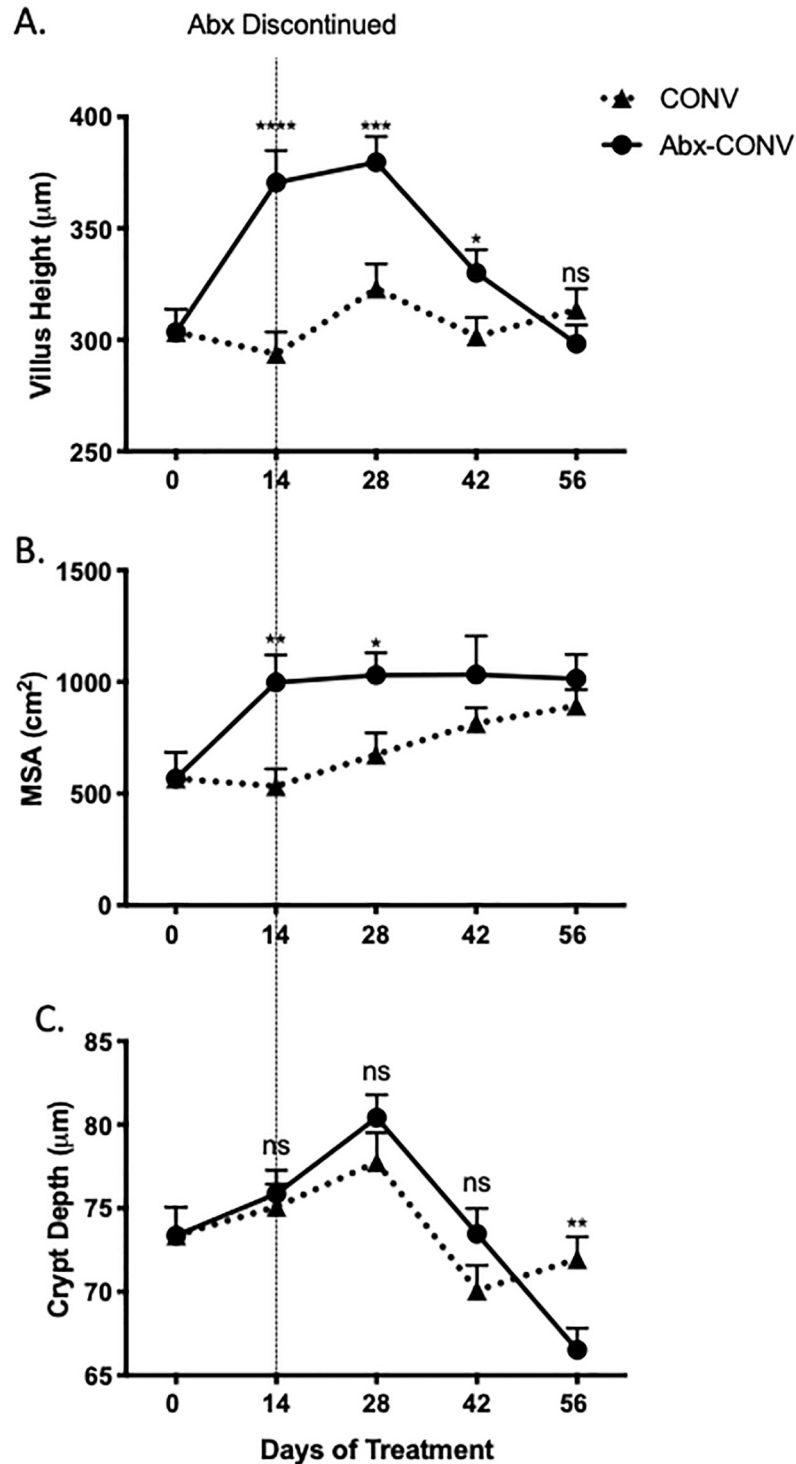 A.
Abx Discontinued
CONV
Abx-CONV
Villus Height (μm)
400
350
300
250
****
***
*
ns
0 14 28 42 56
B.
MSA (cm²)
1500
1000
500
0
**
*
0 14 28 42 56
C.
Crypt Depth (μm)
85
80
75
70
65
ns
ns
ns
**
0 14 28 42 56
Days of Treatment